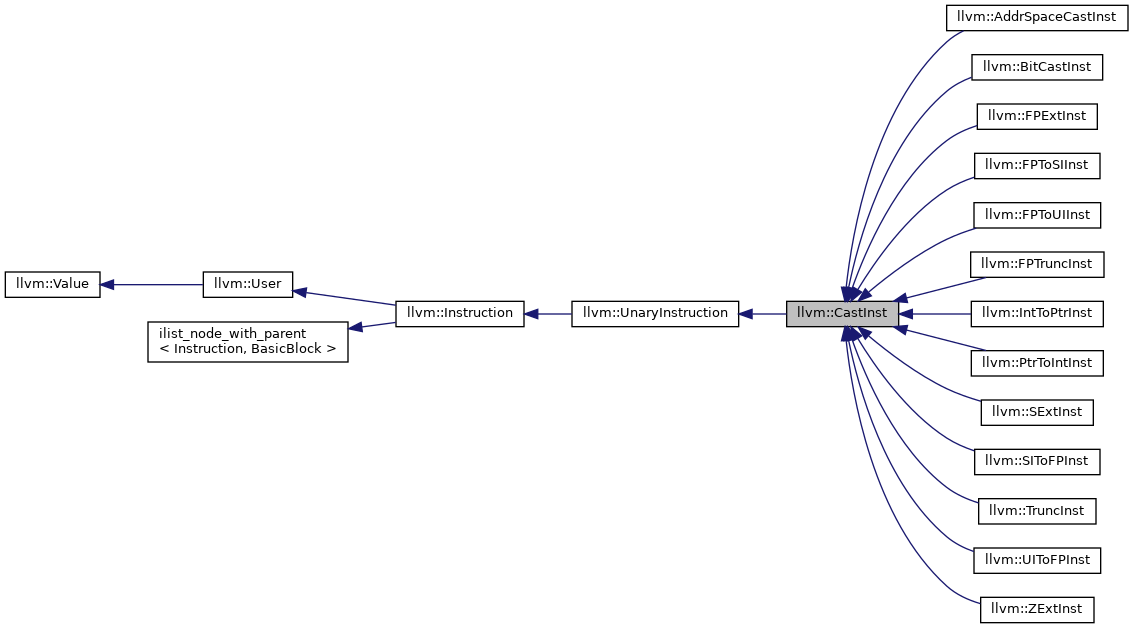 llvm::AddrSpaceCastInst
llvm::BitCastInst
llvm::FPExtInst
llvm::FPToSIInst
llvm::FPToUIInst
llvm::FPTruncInst
llvm::Value
llvm::User
llvm::Instruction
llvm::UnaryInstruction
llvm::CastInst
llvm::IntToPtrInst
ilist_node_with_parent
< Instruction, BasicBlock >
llvm::PtrToIntInst
llvm::SExtInst
llvm::SIToFPInst
llvm::TruncInst
llvm::UIToFPInst
llvm::ZExtInst